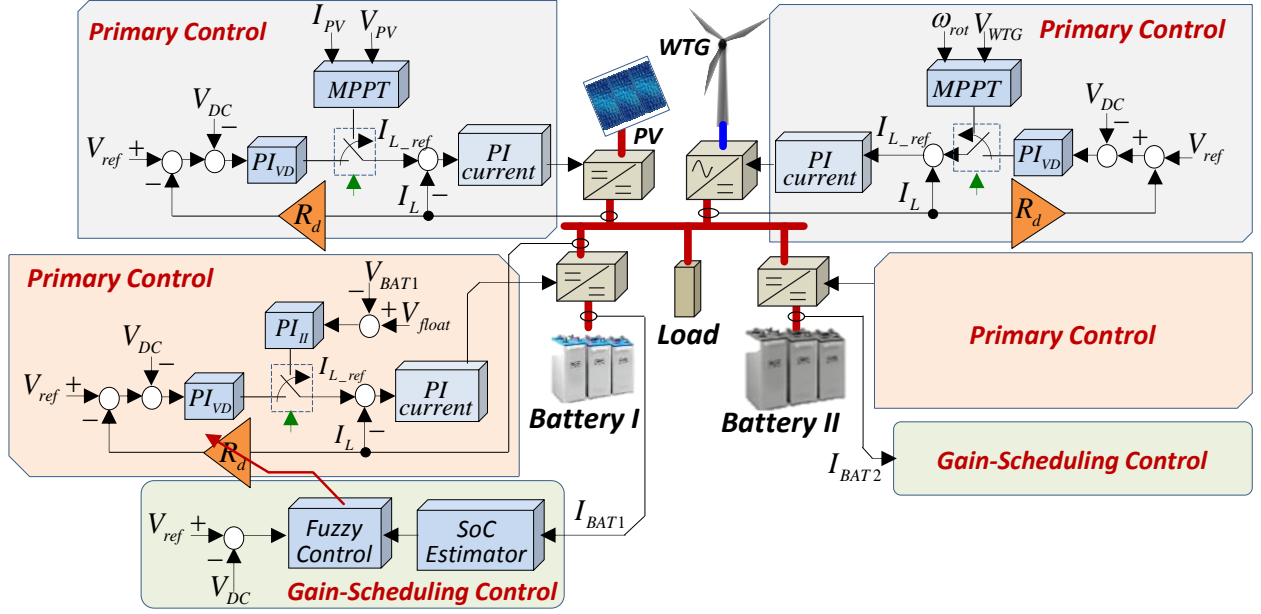 Primary Control
I_PV
V_PV
MPPT
V_DC
−
V_ref
+
−
PI_VD
I_L_ref
PI
current
I_L
−
R_d
PV
WTG
Primary Control
ω_rot
V_WTG
MPPT
V_DC
−
I_L_ref
PI
current
PI_VD
+
V_ref
−
I_L
R_d
Primary Control
V_BAT1
−
PI_II
+
V_float
V_DC
−
V_ref
+
−
PI_VD
I_L_ref
PI
current
I_L
−
R_d
Battery I
Load
Battery II
Primary Control
I_BAT2
Gain-Scheduling Control
I_BAT1
V_ref
+
−
V_DC
Fuzzy
Control
SoC
Estimator
Gain-Scheduling Control